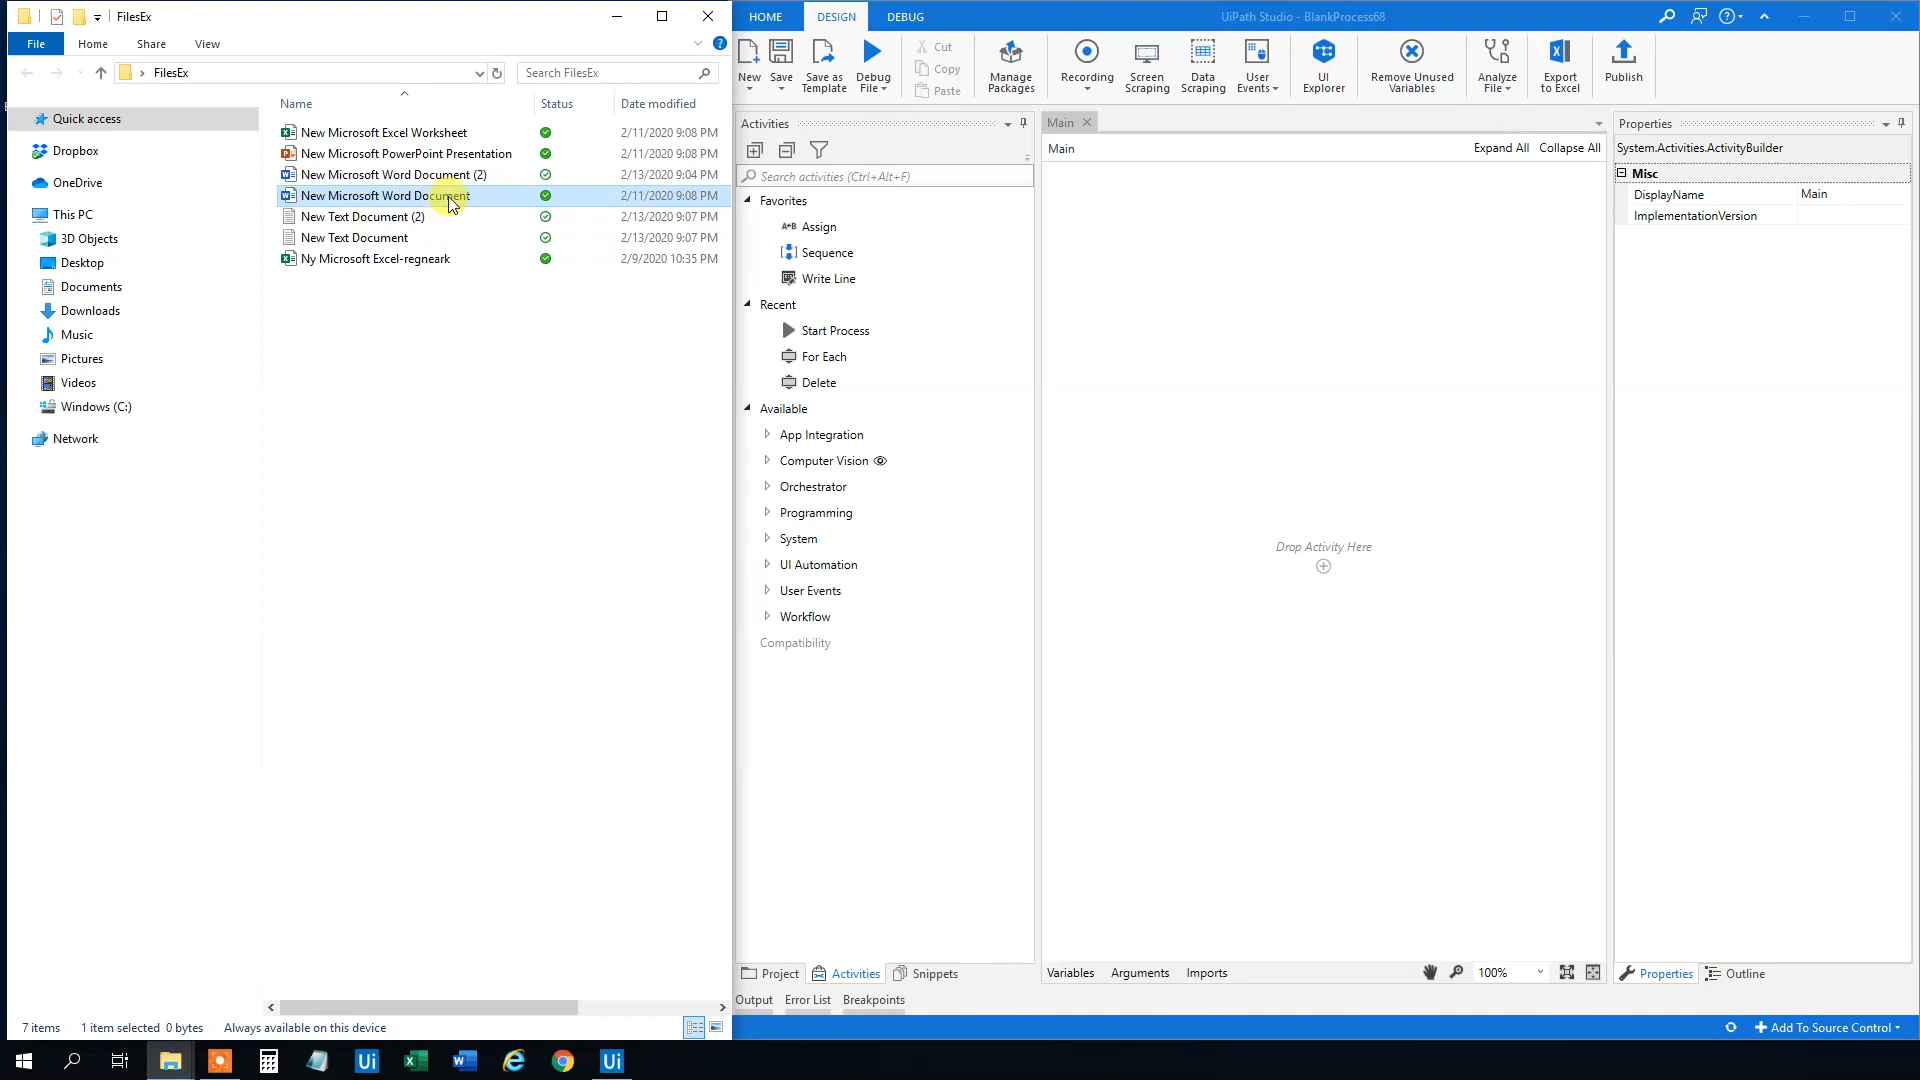 FilesEx
File Home Share View
FilesEx
Search FilesEx
Name Status Date modified
New Microsoft Excel Worksheet 2/11/2020 9:08 PM
New Microsoft PowerPoint Presentation 2/11/2020 9:08 PM
New Microsoft Word Document (2) 2/13/2020 9:04 PM
New Microsoft Word Document 2/11/2020 9:08 PM
New Text Document (2) 2/13/2020 9:07 PM
New Text Document 2/13/2020 9:07 PM
Ny Microsoft Excel-regneark 2/9/2020 10:35 PM
Quick access
Dropbox
OneDrive
This PC
3D Objects
Desktop
Documents
Downloads
Music
Pictures
Videos
Windows (C:)
Network
7 items 1 item selected 0 bytes Always available on this device
HOME DESIGN DEBUG UiPath Studio - BlankProcess68
New
Save
Save as Template
Debug File
Cut
Copy
Paste
Manage Packages
Recording
Screen Scraping
Data Scraping
User Events
UI Explorer
Remove Unused Variables
Analyze File
Export to Excel
Publish
Activities
Search activities (Ctrl+Alt+F)
Favorites
Assign
Sequence
Write Line
Recent
Start Process
For Each
Delete
Available
App Integration
Computer Vision
Orchestrator
Programming
System
UI Automation
User Events
Workflow
Compatibility
Project Activities Snippets
Main
Main Expand All Collapse All
Drop Activity Here
Variables Arguments Imports 100%
Properties
System.Activities.ActivityBuilder
Misc
DisplayName Main
ImplementationVersion
Properties Outline
Output Error List Breakpoints
Add To Source Control
Ui
Ui